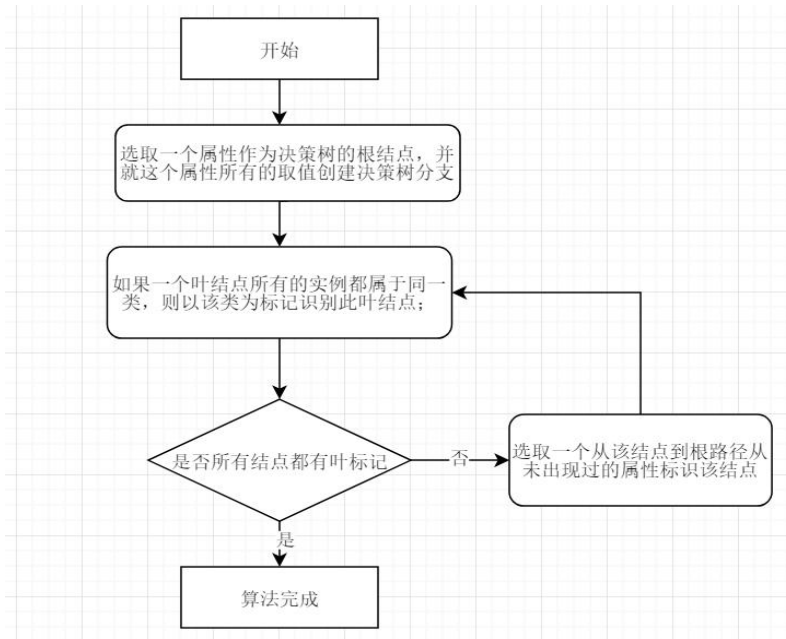 开始
选取一个属性作为决策树的根结点，并
就这个属性所有的取值创建决策树分支
如果一个叶结点所有的实例都属于同一
类，则以该类为标记识别此叶结点；
是否所有结点都有叶标记
否
选取一个从该结点到根路径从
未出现过的属性标识该结点
是
算法完成